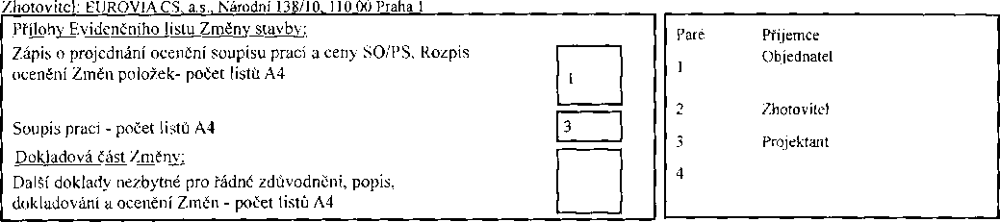 Zhotovitel: EUROVIA CS, a.s., Národní 138/10, 110 00 Praha 1
Přílohy Evidenčního listu Změny stavby:
Zápis o projednání ocenění soupisu prací a ceny SO/PS, Rozpis
ocenění Změn položek- počet listů A4
1
Soupis prací - počet listů A4
3
Dokladová část Změny:
Další doklady nezbytné pro řádné zdůvodnění, popis,
dokladování a ocenění Změn - počet listů A4
Paré Příjemce
1 Objednatel
2 Zhotovitel
3 Projektant
4